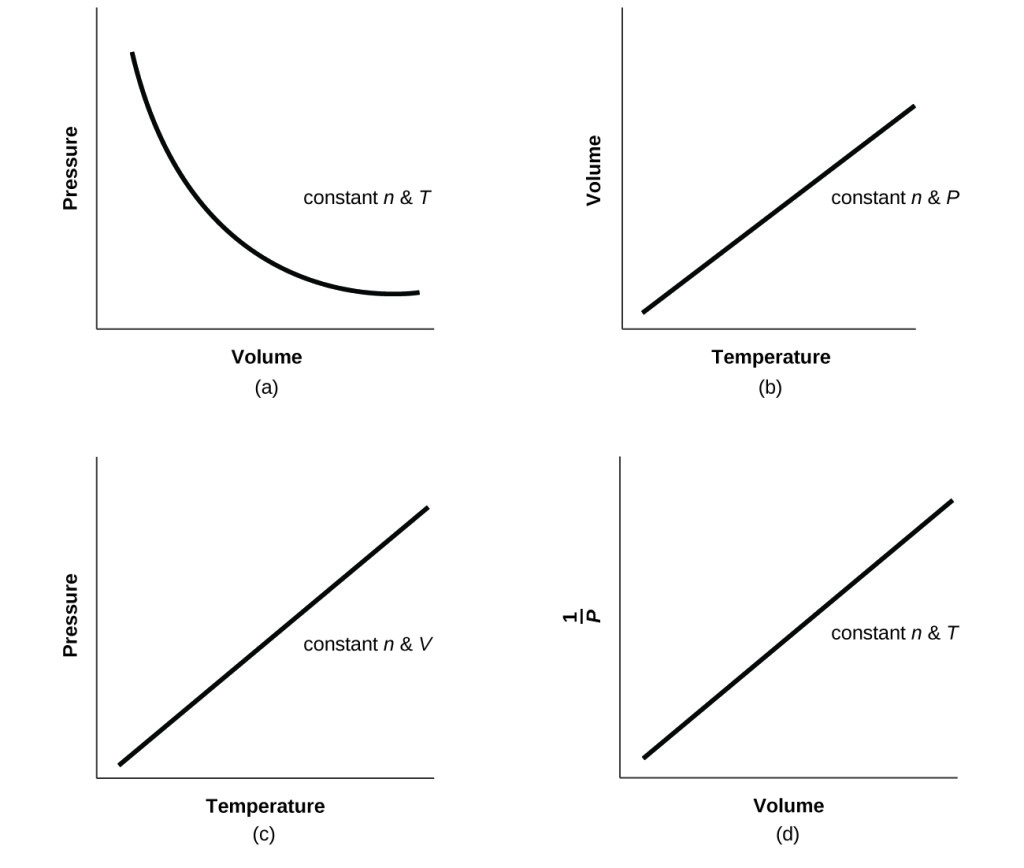 Pressure
constant n & T
Volume
(a)
Volume
constant n & P
Temperature
(b)
Pressure
constant n & V
Temperature
(c)
1
P
constant n & T
Volume
(d)